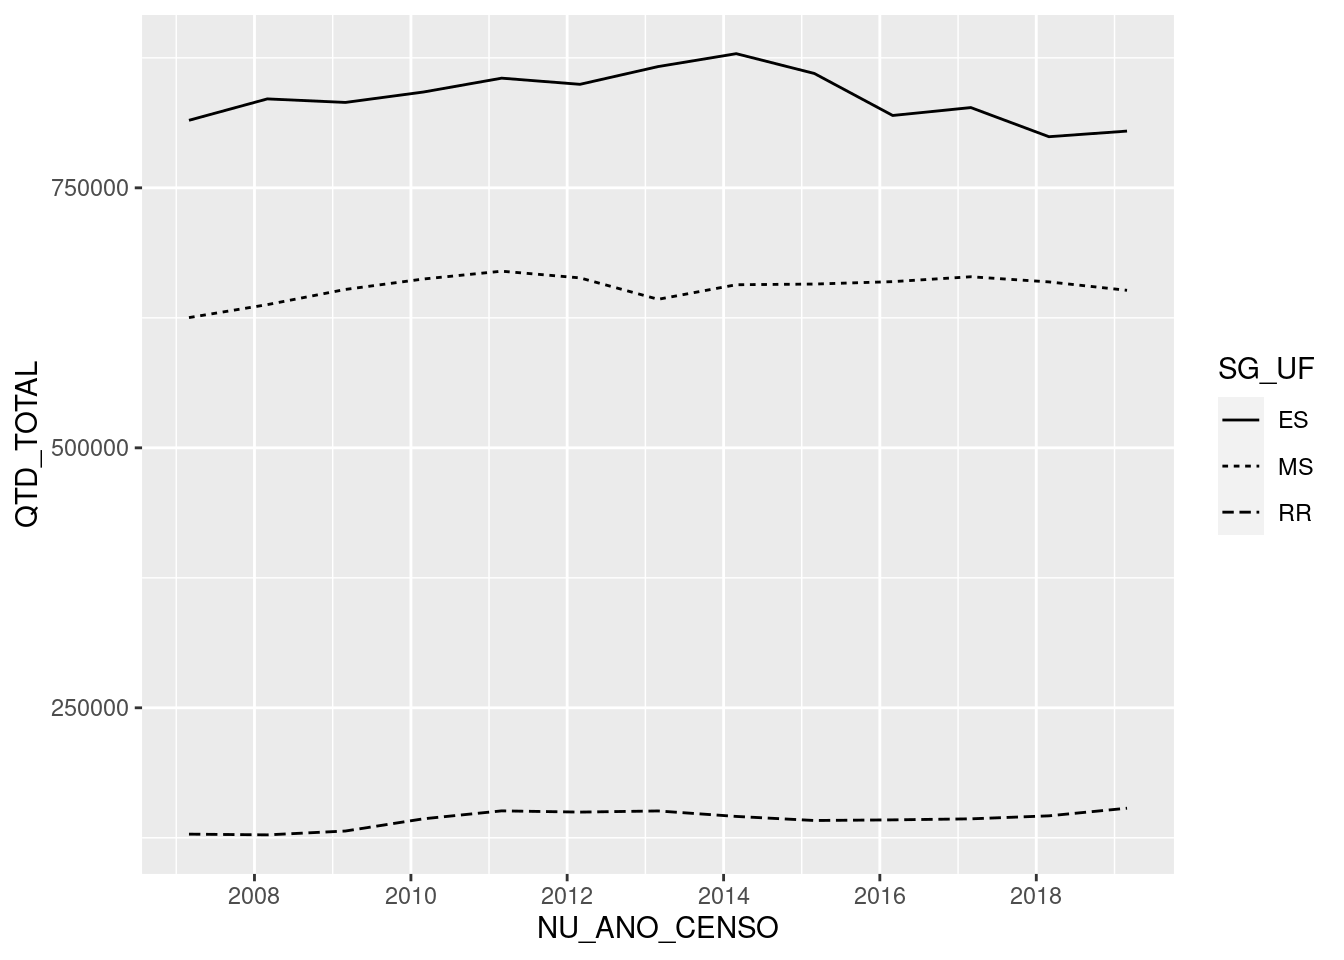 750000
500000
250000
QTD_TOTAL
2008 2010 2012 2014 2016 2018
NU_ANO_CENSO
SG_UF
ES
MS
RR